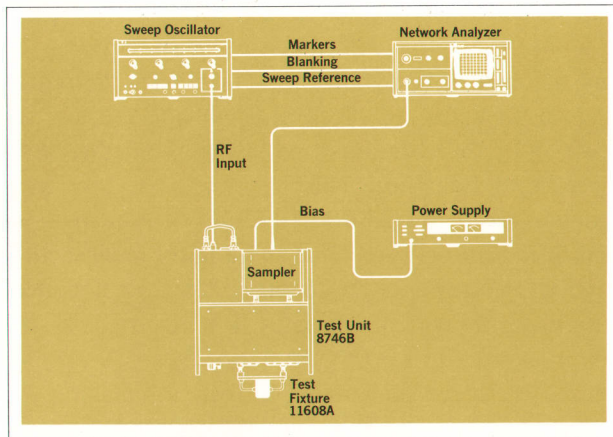 Sweep Oscillator
Network Analyzer
Markers
Blanking
Sweep Reference
RF
Input
Bias
Power Supply
Sampler
Test Unit
8746B
Test
Fixture
11608A